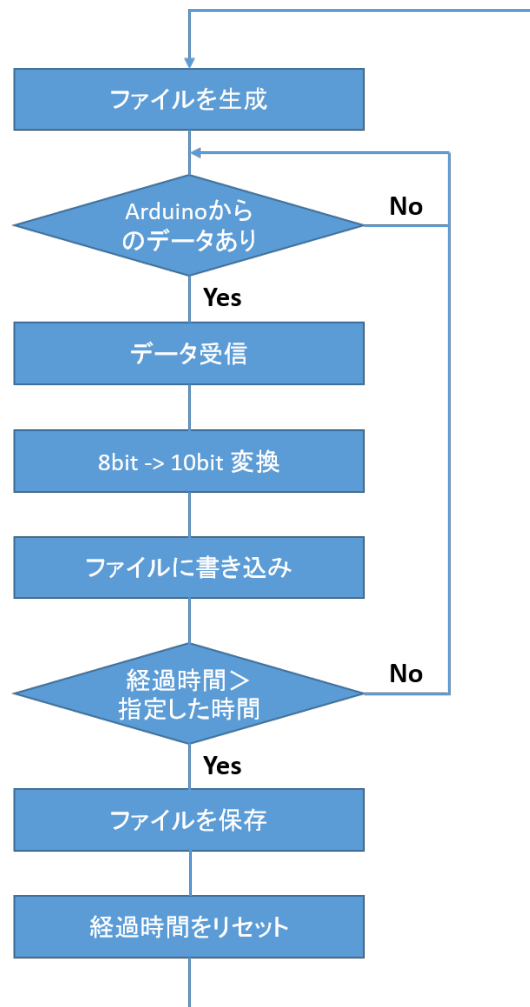 ファイルを生成
Arduinoから
のデータあり
No
Yes
データ受信
8bit -> 10bit 変換
ファイルに書き込み
経過時間＞
指定した時間
No
Yes
ファイルを保存
経過時間をリセット